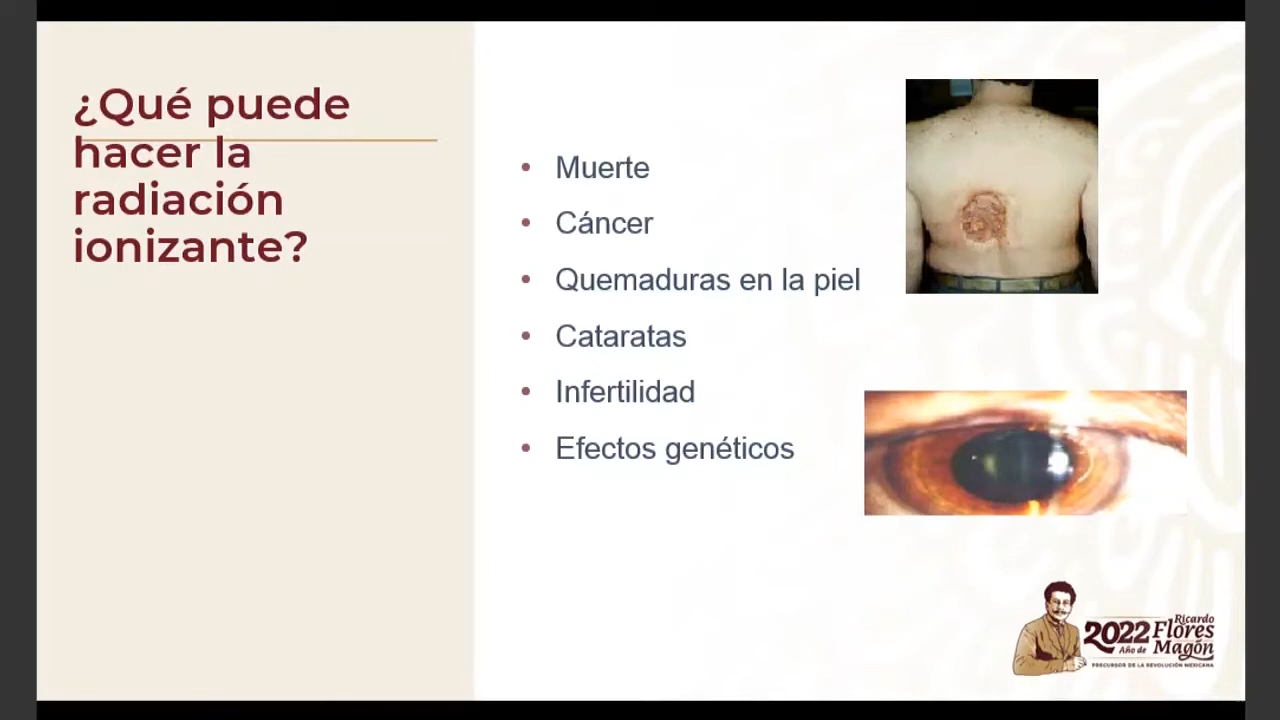 ¿Qué puede
hacer la
radiación
ionizante?
• Muerte
• Cáncer
• Quemaduras en la piel
• Cataratas
• Infertilidad
• Efectos genéticos
2022 Ricardo
Año de Flores
Magón
PRECURSOR DE LA REVOLUCIÓN MEXICANA